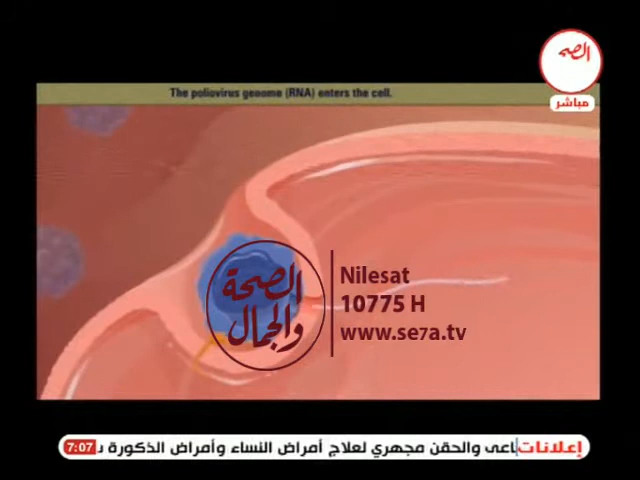 الصحة
مباشر
The poliovirus genome (RNA) enters the cell.
الصحة
والجمال
Nilesat
10775 H
www.se7a.tv
إعلانات
والحقن مجهري لعلاج أمراض النساء وأمراض الذكورة
7:07